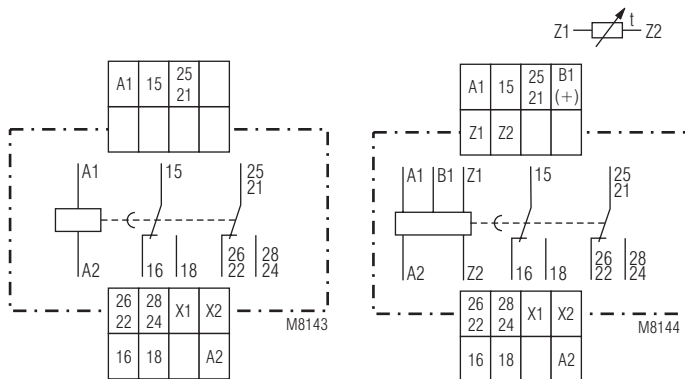 Z1 t Z2
A1 15 25 21
A1 15 25 21 B1 (+)
Z1 Z2
A1 15 25 21
A2 16 18 26 22 28 24
A1 B1 Z1 15 25 21
A2 Z2 16 18 26 22 28 24
26 22 28 24 X1 X2
16 18 A2
M8143
26 22 28 24 X1 X2
16 18 A2
M8144